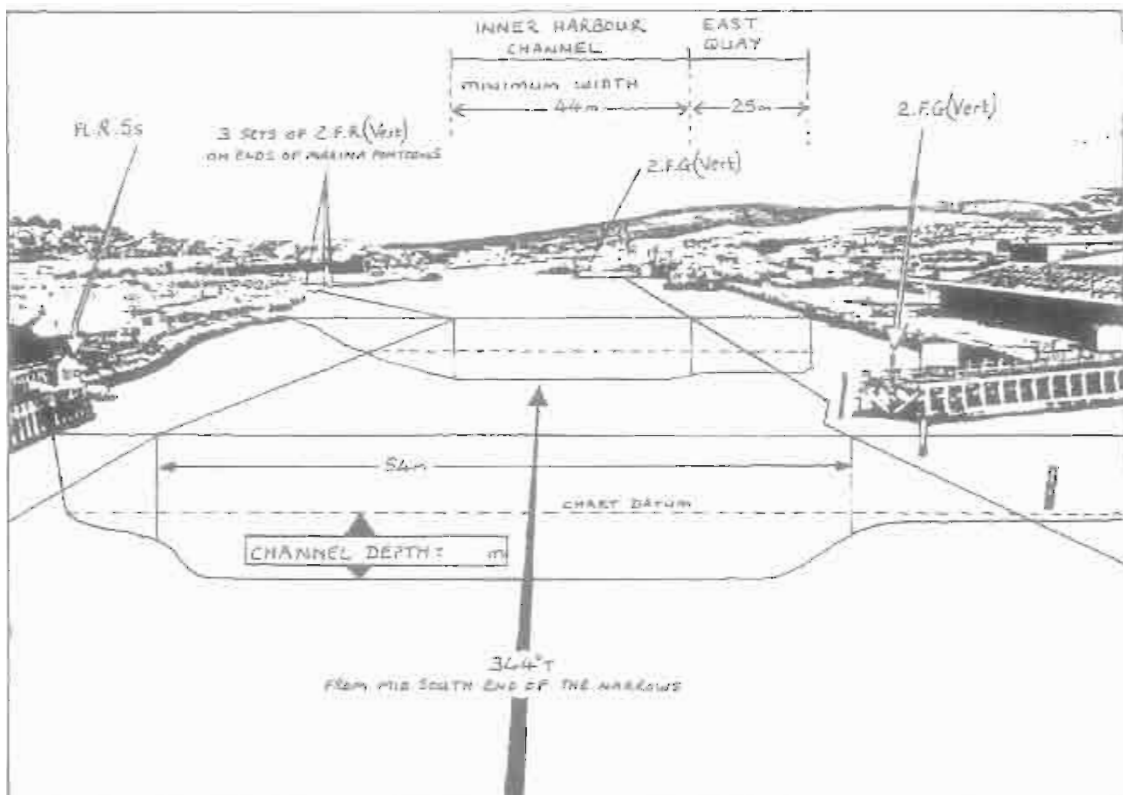 INNER HARBOUR
CHANNEL
EAST
QUAY
MINIMUM WIDTH
44m
25m
FL.R.5s
3 SETS OF 2.F.R.(Vert)
ON ENDS OF MARINA PONTOONS
2.F.G(Vert)
2.F.G(Vert)
54m
CHART DATUM
CHANNEL DEPTH: m
344°T
FROM MID SOUTH END OF THE NARROWS